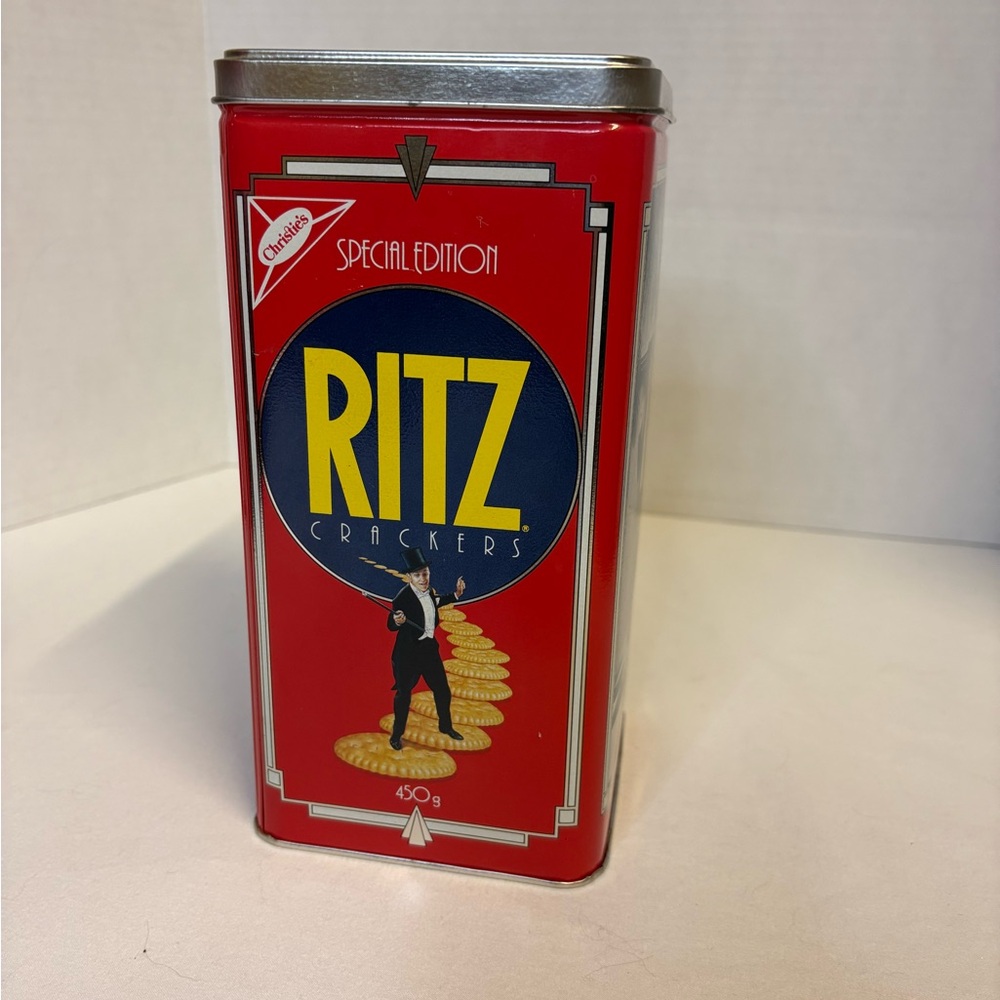 Christie's
SPECIAL EDITION
RITZ®
CRACKERS
450g